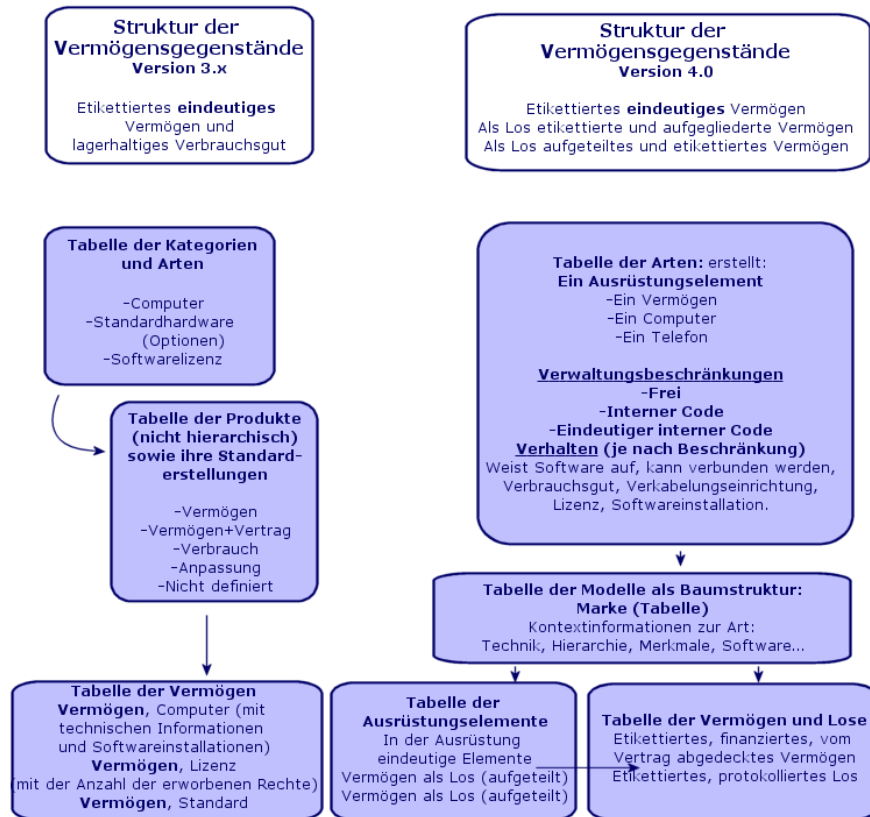 Struktur der
Vermögensgegenstände
Version 3.x
Etikettiertes eindeutiges
Vermögen und
lagerhaltiges Verbrauchsgut
Struktur der
Vermögensgegenstände
Version 4.0
Etikettiertes eindeutiges Vermögen
Als Los etikettierte und aufgegliederte Vermögen
Als Los aufgeteiltes und etikettiertes Vermögen
Tabelle der Kategorien
und Arten
-Computer
-Standardhardware
(Optionen)
-Softwarelizenz
Tabelle der Produkte
(nicht hierarchisch)
sowie ihre Standard-
erstellungen
-Vermögen
-Vermögen+Vertrag
-Verbrauch
-Anpassung
-Nicht definiert
Tabelle der Vermögen
Vermögen, Computer (mit
technischen Informationen
und Softwareinstallationen)
Vermögen, Lizenz
(mit der Anzahl der erworbenen Rechte)
Vermögen, Standard
Tabelle der Arten: erstellt:
Ein Ausrüstungselement
-Ein Vermögen
-Ein Computer
-Ein Telefon
Verwaltungsbeschränkungen
-Frei
-Interner Code
-Eindeutiger interner Code
Verhalten (je nach Beschränkung)
Weist Software auf, kann verbunden werden,
Verbrauchsgut, Verkabelungseinrichtung,
Lizenz, Softwareinstallation.
Tabelle der Modelle als Baumstruktur:
Marke (Tabelle)
Kontextinformationen zur Art:
Technik, Hierarchie, Merkmale, Software...
Tabelle der
Ausrüstungselemente
In der Ausrüstung
eindeutige Elemente
Vermögen als Los (aufgeteilt)
Vermögen als Los (aufgeteilt)
Tabelle der Vermögen und Lose
Etikettiertes, finanziertes, vom
Vertrag abgedecktes Vermögen
Etikettiertes, protokolliertes Los